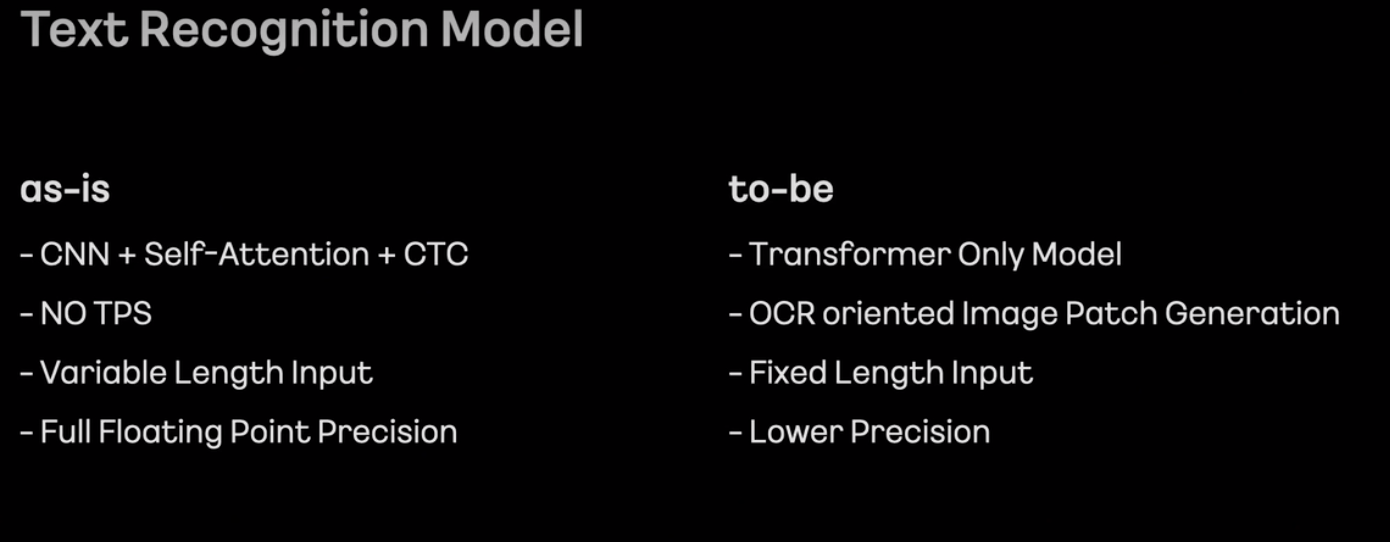 Text Recognition Model
as-is
- CNN + Self-Attention + CTC
- NO TPS
- Variable Length Input
- Full Floating Point Precision
to-be
- Transformer Only Model
- OCR oriented Image Patch Generation
- Fixed Length Input
- Lower Precision